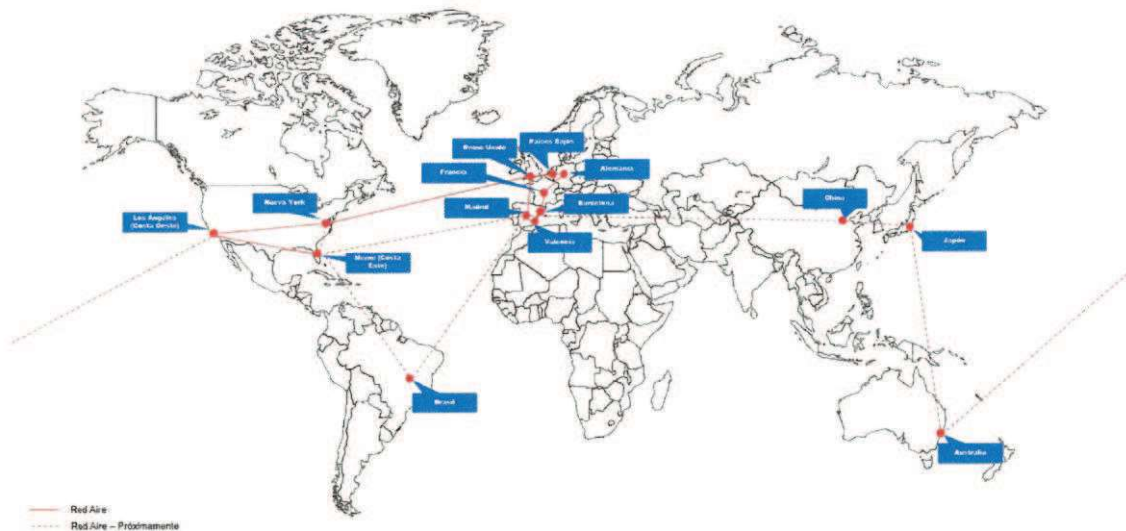 Reino Unido
Países Bajos
Alemania
Francia
Nueva York
Madrid
Barcelona
China
Los Ángeles
(Costa Oeste)
Valencia
Japón
Miami (Costa
Este)
Brasil
Australia
Red Aire
Red Aire – Próximamente